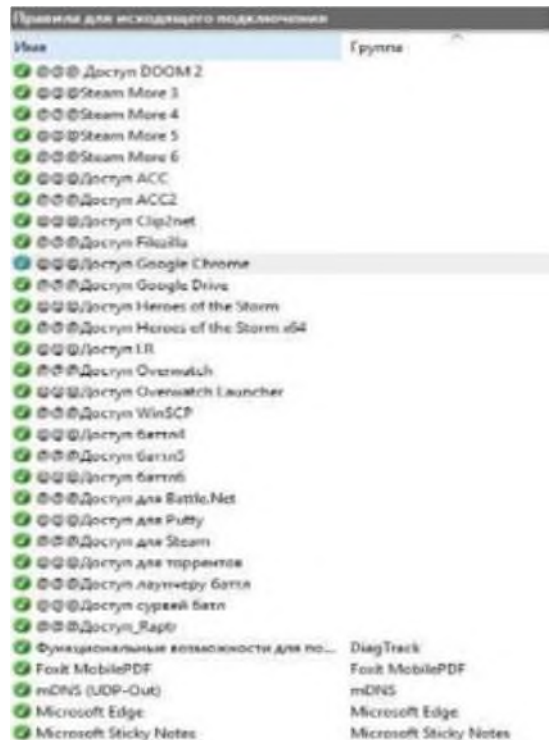 Правила для исходящего подключения
Имя Группа
@@@ Доступ DOOM 2
@@@Steam More 3
@@@Steam More 4
@@@Steam More 5
@@@Steam More 6
@@@Доступ ACC
@@@Доступ ACC2
@@@Доступ Clip2net
@@@Доступ Filezilla
@@@Доступ Google Chrome
@@@Доступ Google Drive
@@@Доступ Heroes of the Storm
@@@Доступ Heroes of the Storm x64
@@@Доступ LR
@@@Доступ Overwatch
@@@Доступ Overwatch Launcher
@@@Доступ WinSCP
@@@Доступ баттл4
@@@Доступ баттл5
@@@Доступ баттл6
@@@Доступ для Battle.Net
@@@Доступ для Putty
@@@Доступ для Steam
@@@Доступ для торрентов
@@@Доступ лаунчеру баттл
@@@Доступ сурвей батл
@@@Доступ_Raptr
Функциональные возможности для по... DiagTrack
Foxit MobilePDF Foxit MobilePDF
mDNS (UDP-Out) mDNS
Microsoft Edge Microsoft Edge
Microsoft Sticky Notes Microsoft Sticky Notes